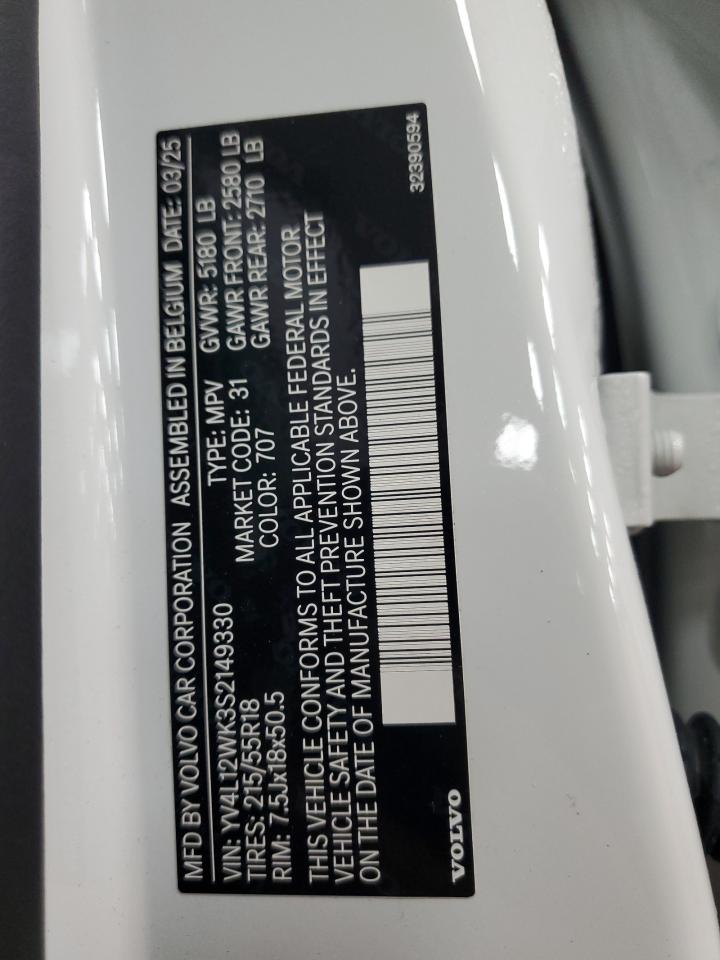 MFD BY VOLVO CAR CORPORATION ASSEMBLED IN BELGIUM DATE: 03/25
VIN: YV4L12WK3S2149330 TYPE: MPV GVWR: 5180 LB
TIRES: 215/55R18 MARKET CODE: 31 GAWR FRONT: 2580 LB
RIM: 7.5Jx18x50.5 COLOR: 707 GAWR REAR: 2710 LB
THIS VEHICLE CONFORMS TO ALL APPLICABLE FEDERAL MOTOR
VEHICLE SAFETY AND THEFT PREVENTION STANDARDS IN EFFECT
ON THE DATE OF MANUFACTURE SHOWN ABOVE.
VOLVO 32390594